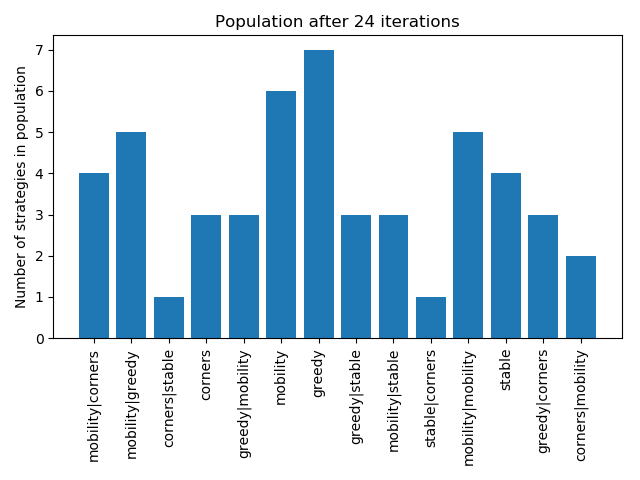 Population after 24 iterations
Number of strategies in population
7
6
5
4
3
2
1
0
mobility|corners
mobility|greedy
corners|stable
corners
greedy|mobility
mobility
greedy
greedy|stable
mobility|stable
stable|corners
mobility|mobility
stable
greedy|corners
corners|mobility